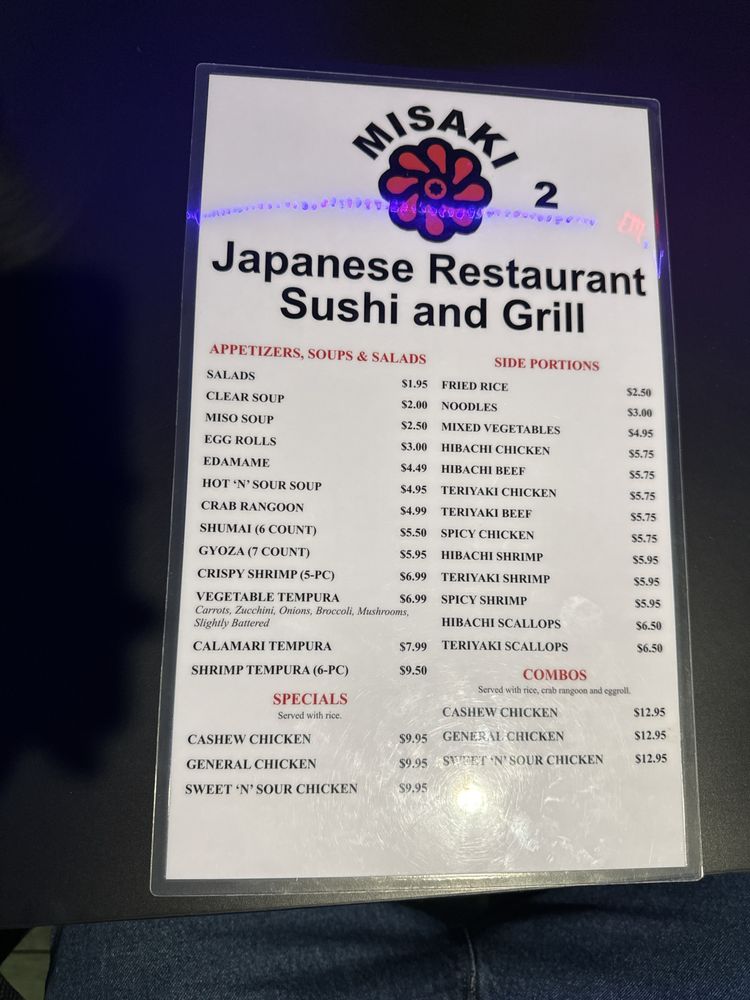 MISAKI
2
Japanese Restaurant
Sushi and Grill
APPETIZERS, SOUPS & SALADS
SALADS $1.95
CLEAR SOUP $2.00
MISO SOUP $2.50
EGG ROLLS $3.00
EDAMAME $4.49
HOT ‘N’ SOUR SOUP $4.95
CRAB RANGOON $4.99
SHUMAI (6 COUNT) $5.50
GYOZA (7 COUNT) $5.95
CRISPY SHRIMP (5-PC) $6.99
VEGETABLE TEMPURA $6.99
Carrots, Zucchini, Onions, Broccoli, Mushrooms,
Slightly Battered
CALAMARI TEMPURA $7.99
SHRIMP TEMPURA (6-PC) $9.50
SPECIALS
Served with rice.
CASHEW CHICKEN $9.95
GENERAL CHICKEN $9.95
SWEET ‘N’ SOUR CHICKEN $9.95
SIDE PORTIONS
FRIED RICE $2.50
NOODLES $3.00
MIXED VEGETABLES $4.95
HIBACHI CHICKEN $5.75
HIBACHI BEEF $5.75
TERIYAKI CHICKEN $5.75
TERIYAKI BEEF $5.75
SPICY CHICKEN $5.75
HIBACHI SHRIMP $5.95
TERIYAKI SHRIMP $5.95
SPICY SHRIMP $5.95
HIBACHI SCALLOPS $6.50
TERIYAKI SCALLOPS $6.50
COMBOS
Served with rice, crab rangoon and eggroll.
CASHEW CHICKEN $12.95
GENERAL CHICKEN $12.95
SWEET ‘N’ SOUR CHICKEN $12.95